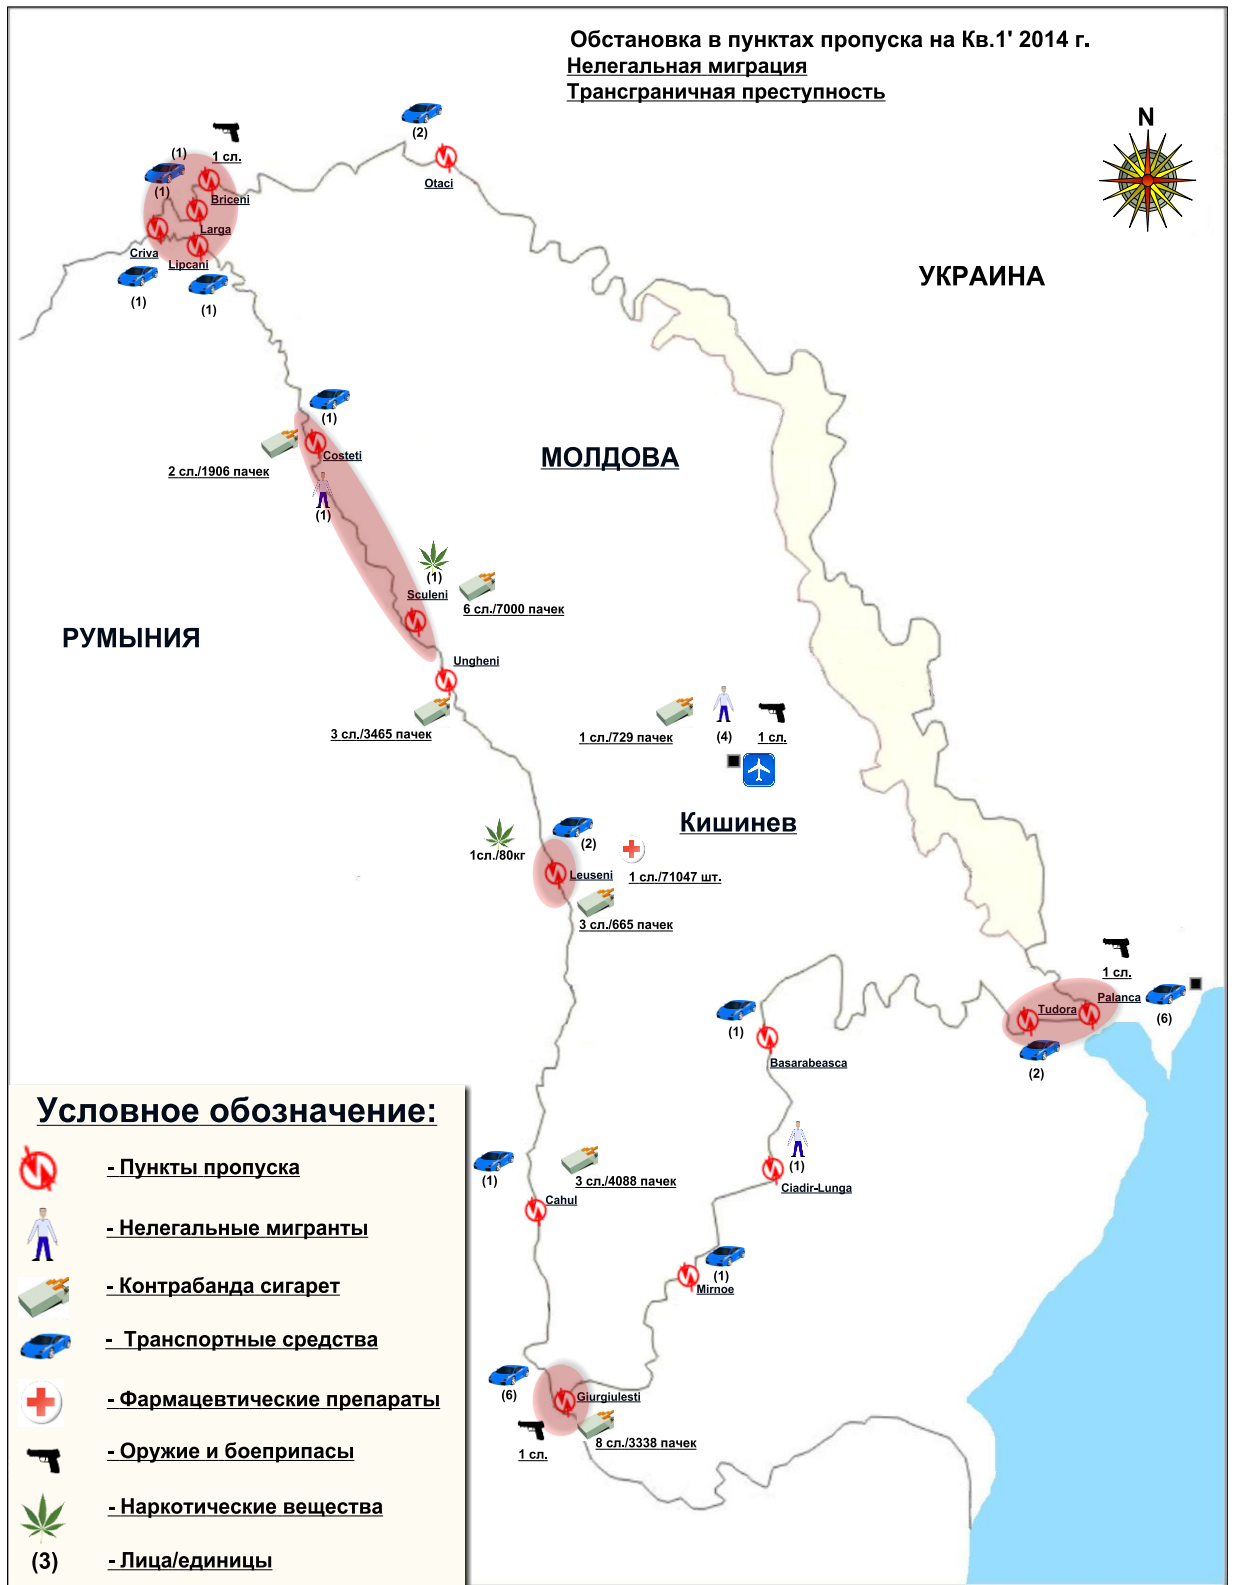 Обстановка в пунктах пропуска на Кв.1' 2014 г.
Нелегальная миграция
Трансграничная преступность
N
(2)
Otaci
1 сл.
(1)
(1)
Briceni
Larga
Criva
Lipcani
(1)
(1)
УКРАИНА
(1)
Costeti
2 сл./1906 пачек
(1)
МОЛДОВА
(1)
Sculeni
6 сл./7000 пачек
РУМЫНИЯ
Ungheni
3 сл./3465 пачек
1 сл./729 пачек
(4)
1 сл.
Кишинев
1сл./80кг
(2)
Leuseni
1 сл./71047 шт.
3 сл./665 пачек
1 сл.
Palanca
Tudora
(6)
(2)
(1)
Basarabeasca
(1)
Ciadir-Lunga
(1)
3 сл./4088 пачек
Cahul
(1)
Mirnoe
(6)
Giurgiulesti
1 сл.
8 сл./3338 пачек
Условное обозначение:
- Пункты пропуска
- Нелегальные мигранты
- Контрабанда сигарет
- Транспортные средства
- Фармацевтические препараты
- Оружие и боеприпасы
- Наркотические вещества
(3) - Лица/единицы